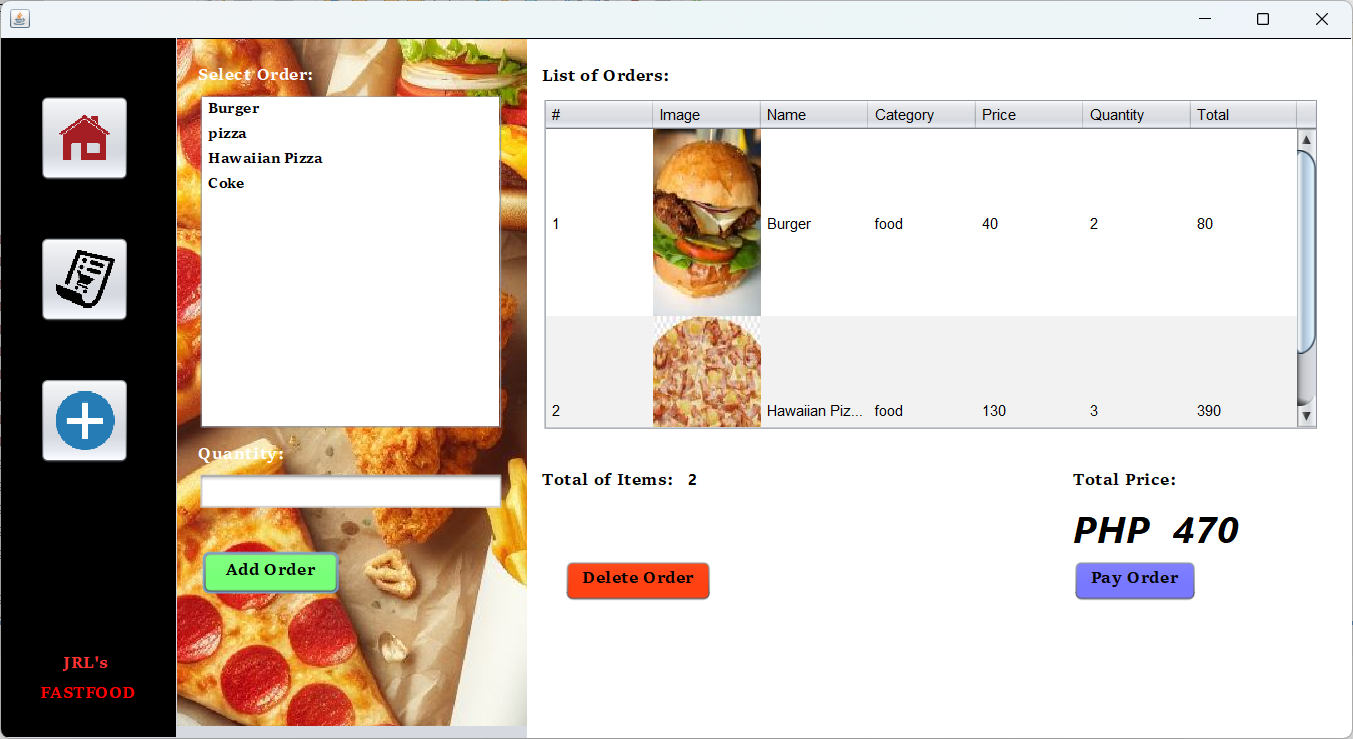 Select Order:
Burger
pizza
Hawaiian Pizza
Coke
Quantity:
Add Order
JRL's
FASTFOOD
List of Orders:
# Image Name Category Price Quantity Total
1 Burger food 40 2 80
2 Hawaiian Piz... food 130 3 390
Total of Items: 2
Total Price:
PHP 470
Delete Order
Pay Order